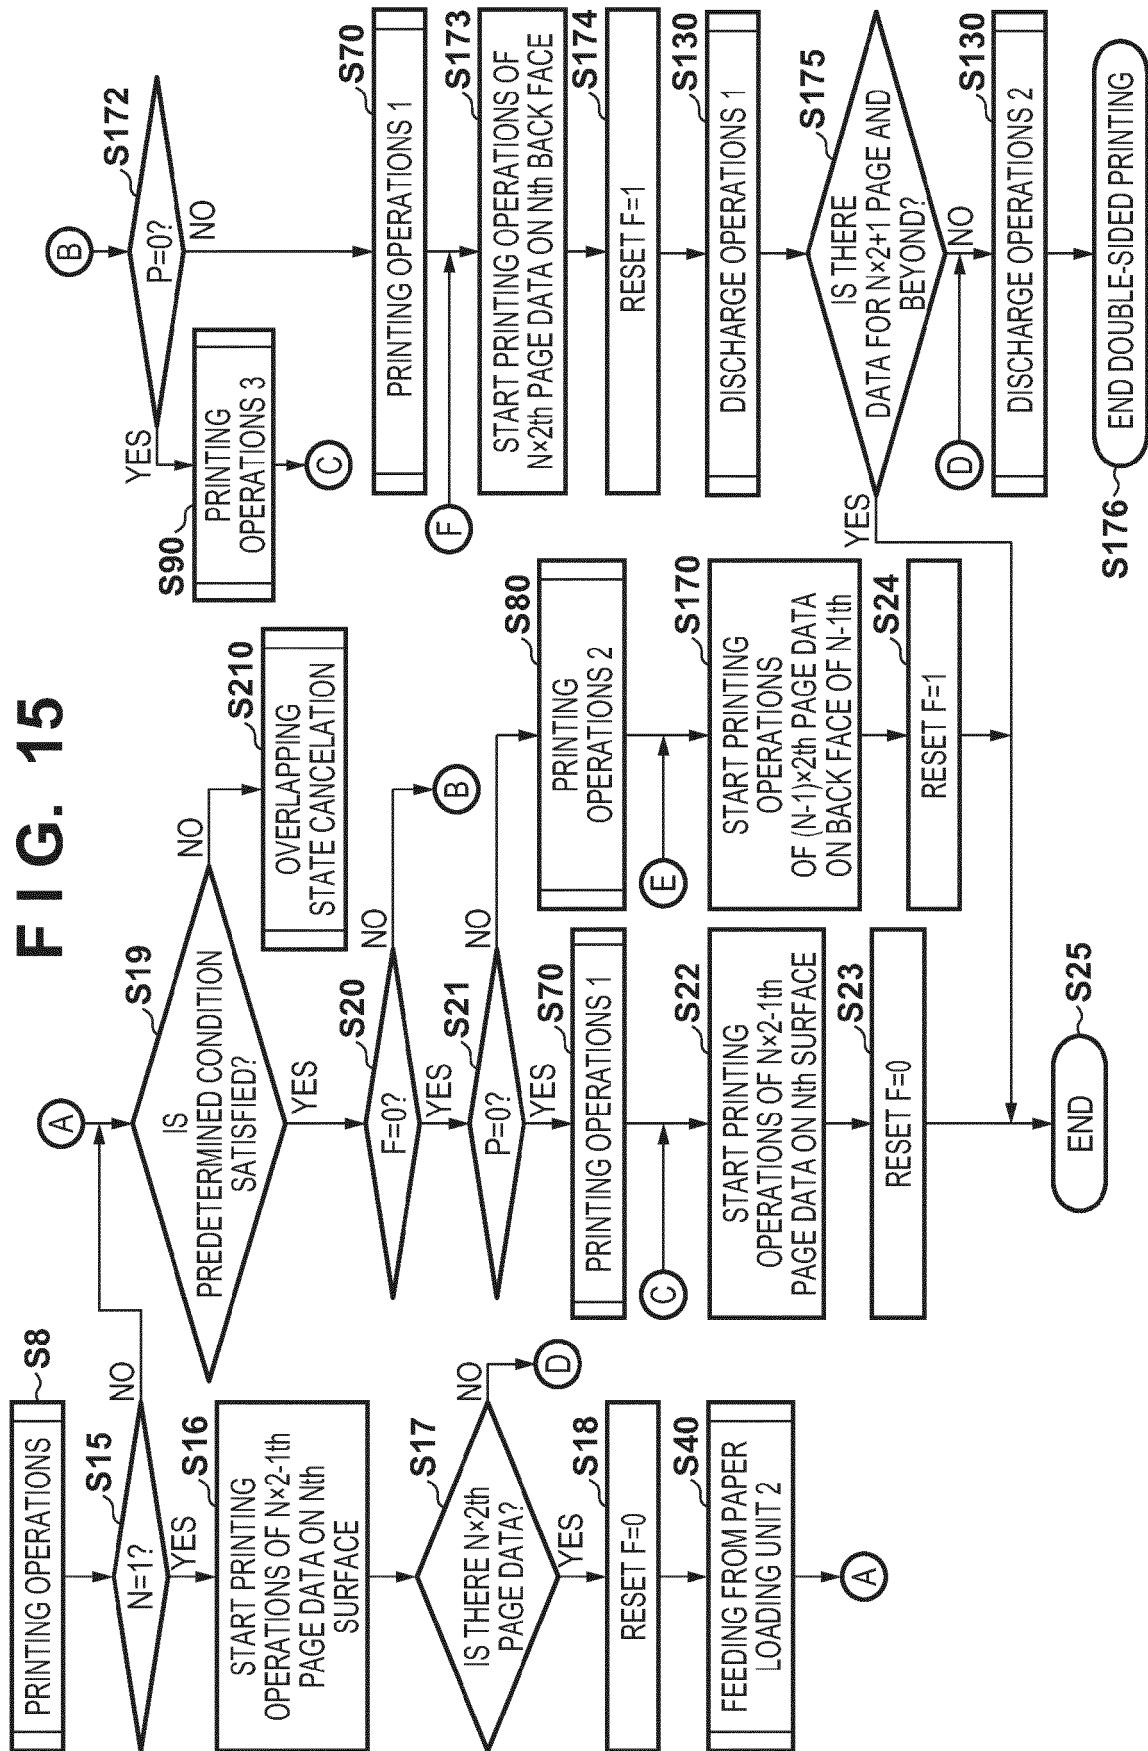 FIG. 15
PRINTING OPERATIONS
S8
N=1?
S15
NO
YES
START PRINTING
OPERATIONS OF N×2-1th
PAGE DATA ON Nth
SURFACE
S16
IS THERE N×2th
PAGE DATA?
S17
NO
D
YES
RESET F=0
S18
FEEDING FROM PAPER
LOADING UNIT 2
S40
A
A
IS
PREDETERMINED CONDITION
SATISFIED?
S19
NO
OVERLAPPING
STATE CANCELATION
S210
YES
F=0?
S20
NO
B
YES
P=0?
S21
NO
YES
PRINTING OPERATIONS 1
S70
C
START PRINTING
OPERATIONS OF N×2-1th
PAGE DATA ON Nth SURFACE
S22
RESET F=0
S23
END
S25
PRINTING
OPERATIONS 2
S80
E
START PRINTING
OPERATIONS
OF (N-1)×2th PAGE DATA
ON BACK FACE OF N-1th
S170
RESET F=1
S24
B
P=0?
S172
YES
NO
PRINTING
OPERATIONS 3
S90
C
PRINTING OPERATIONS 1
S70
F
START PRINTING OPERATIONS OF
N×2th PAGE DATA ON Nth BACK FACE
S173
RESET F=1
S174
DISCHARGE OPERATIONS 1
S130
IS THERE
DATA FOR N×2+1 PAGE AND
BEYOND?
S175
YES
NO
D
DISCHARGE OPERATIONS 2
S130
END DOUBLE-SIDED PRINTING
S176